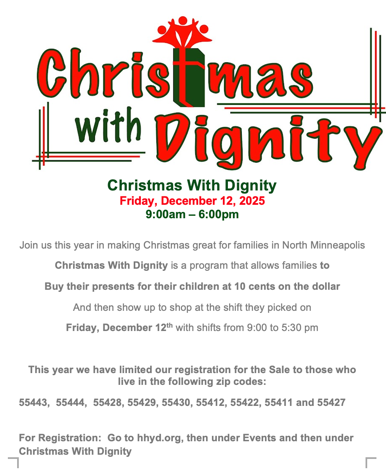 Christmas
with Dignity
Christmas With Dignity
Friday, December 12, 2025
9:00am – 6:00pm
Join us this year in making Christmas great for families in North Minneapolis
Christmas With Dignity is a program that allows families to
Buy their presents for their children at 10 cents on the dollar
And then show up to shop at the shift they picked on
Friday, December 12th with shifts from 9:00 to 5:30 pm
This year we have limited our registration for the Sale to those who
live in the following zip codes:
55443, 55444, 55428, 55429, 55430, 55412, 55422, 55411 and 55427
For Registration: Go to hhyd.org, then under Events and then under
Christmas With Dignity